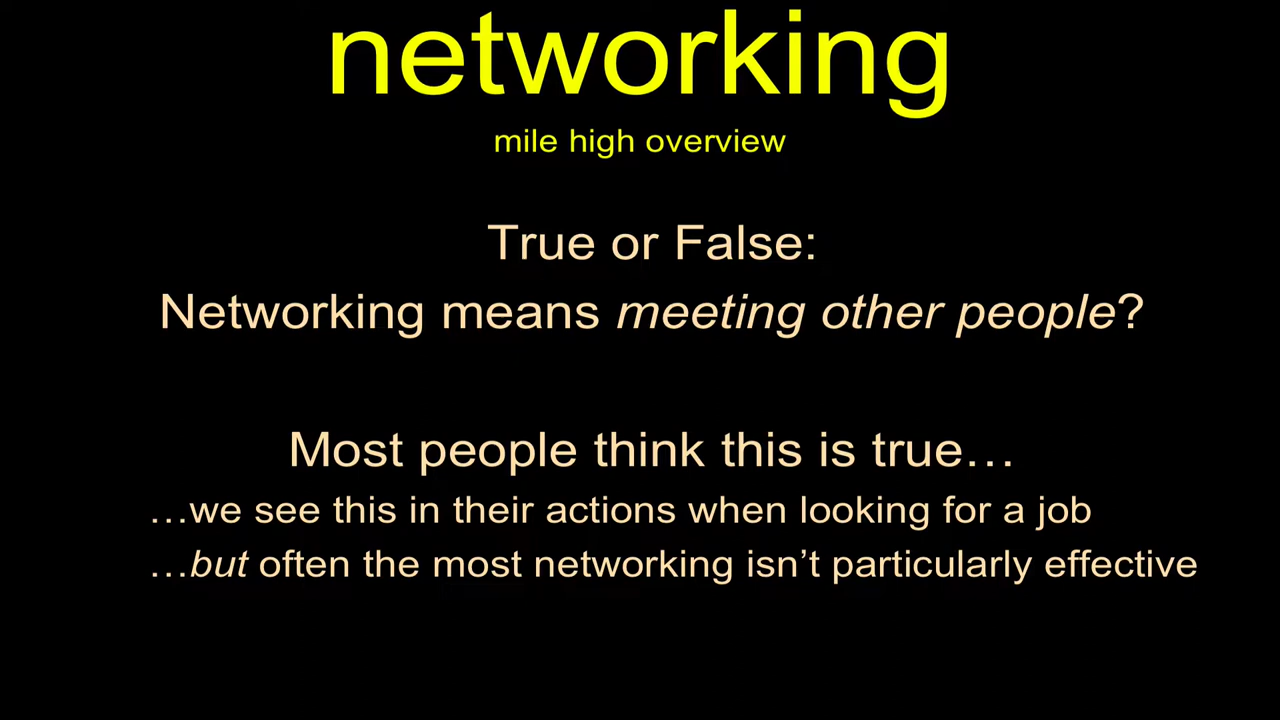 networking
mile high overview
True or False:
Networking means meeting other people?
Most people think this is true…
…we see this in their actions when looking for a job
…but often the most networking isn’t particularly effective